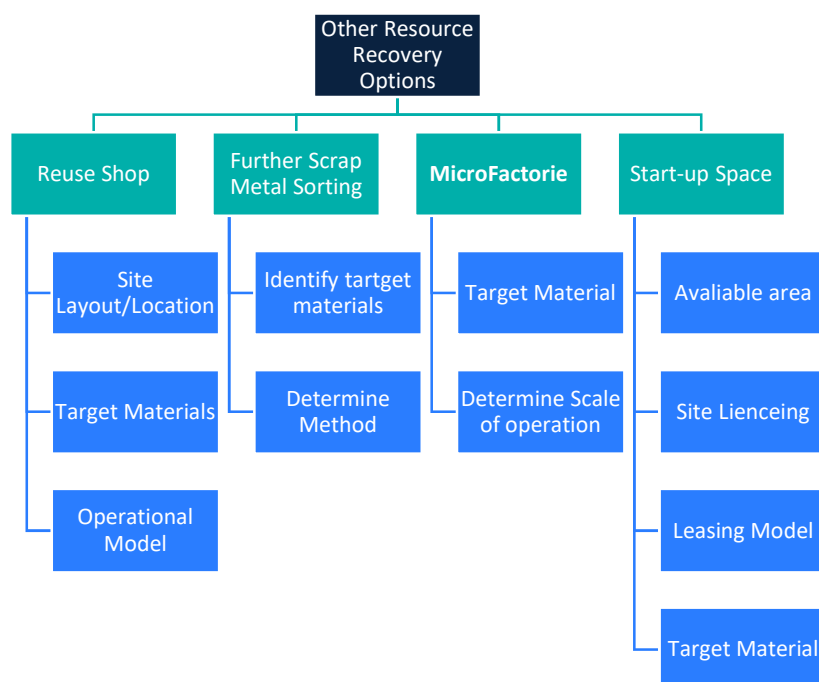 Other Resource
Recovery
Options
Reuse Shop
Further Scrap
Metal Sorting
MicroFactorie
Start-up Space
Site
Layout/Location
Identify tartget
materials
Target Material
Avaliable area
Target Materials
Determine
Method
Determine Scale
of operation
Site Lienceing
Operational
Model
Leasing Model
Target Material